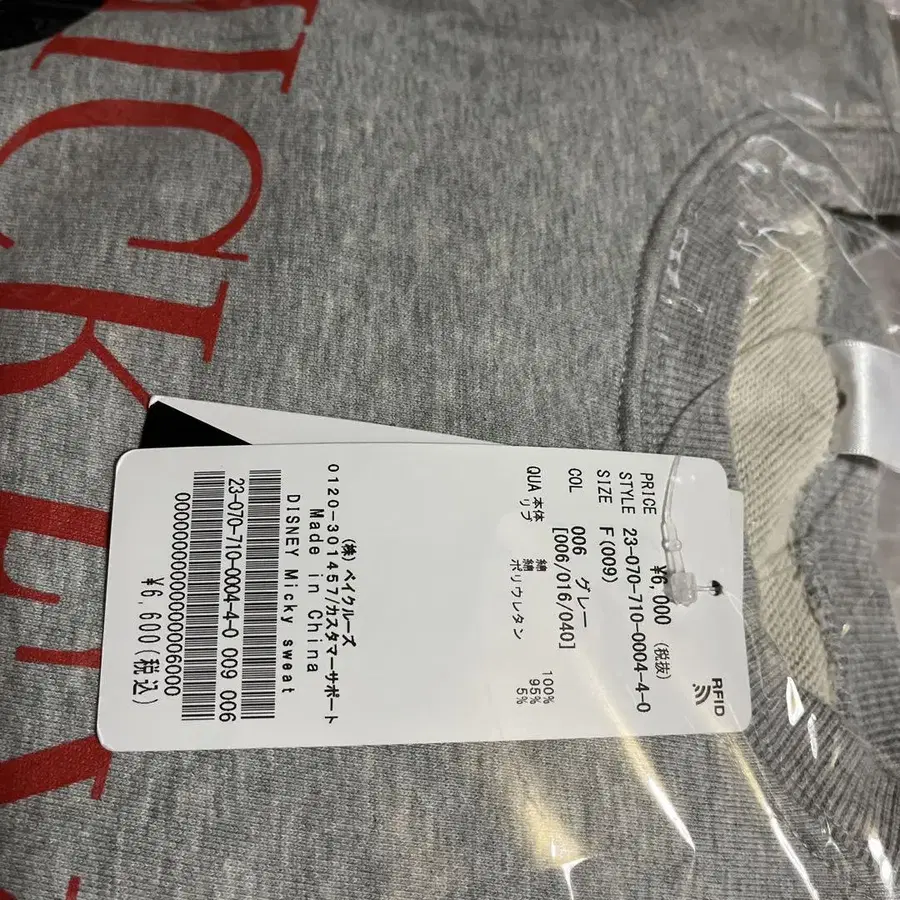 MICKEY
RFID
PRICE ¥6,000 (税抜)
STYLE 23-070-710-0004-4-0
SIZE F(009)
COL 006 グレー
[006/016/040]
QUA 本体 綿 100%
リブ 綿 95%
ポリウレタン 5%
(株)ベイクルーズ
0120-301457/カスタマーサポート
Made in China
DISNEY Micky sweat
23-070-710-0004-4-0 009 006
¥6,600(税込)